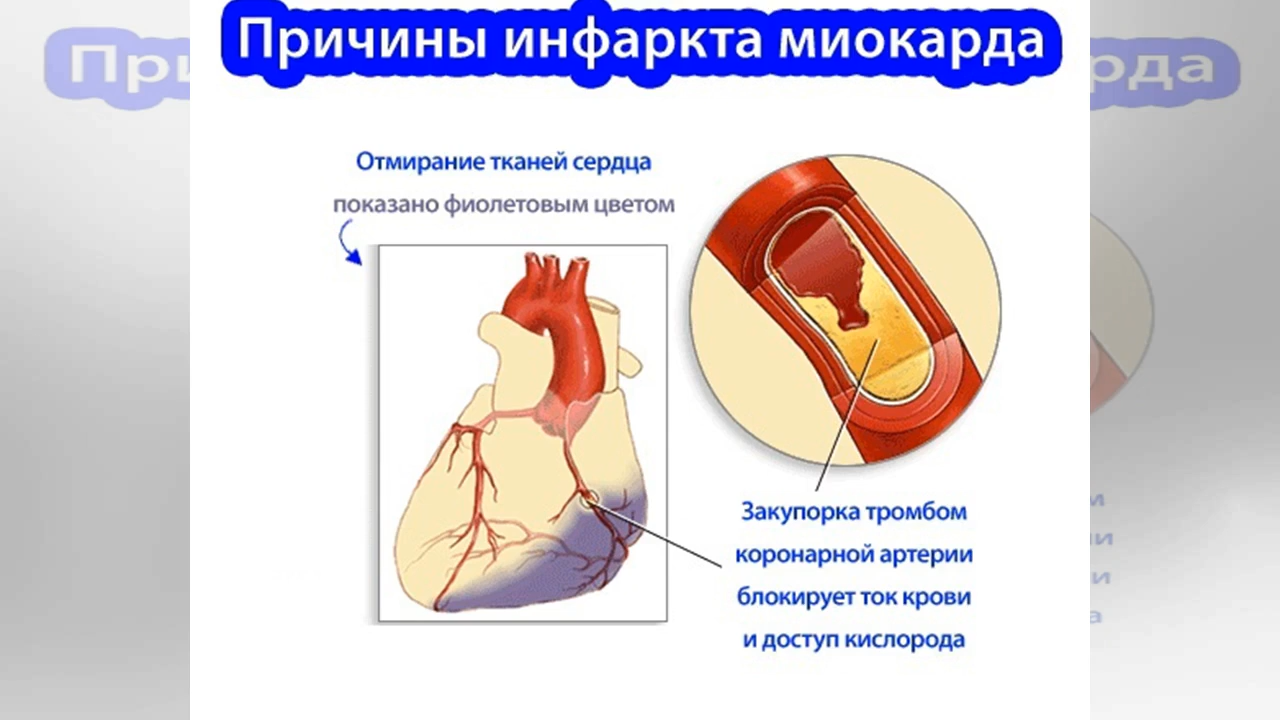 Причины инфаркта миокарда
Отмирание тканей сердца
показано фиолетовым цветом
Закупорка тромбом
коронарной артерии
блокирует ток крови
и доступ кислорода